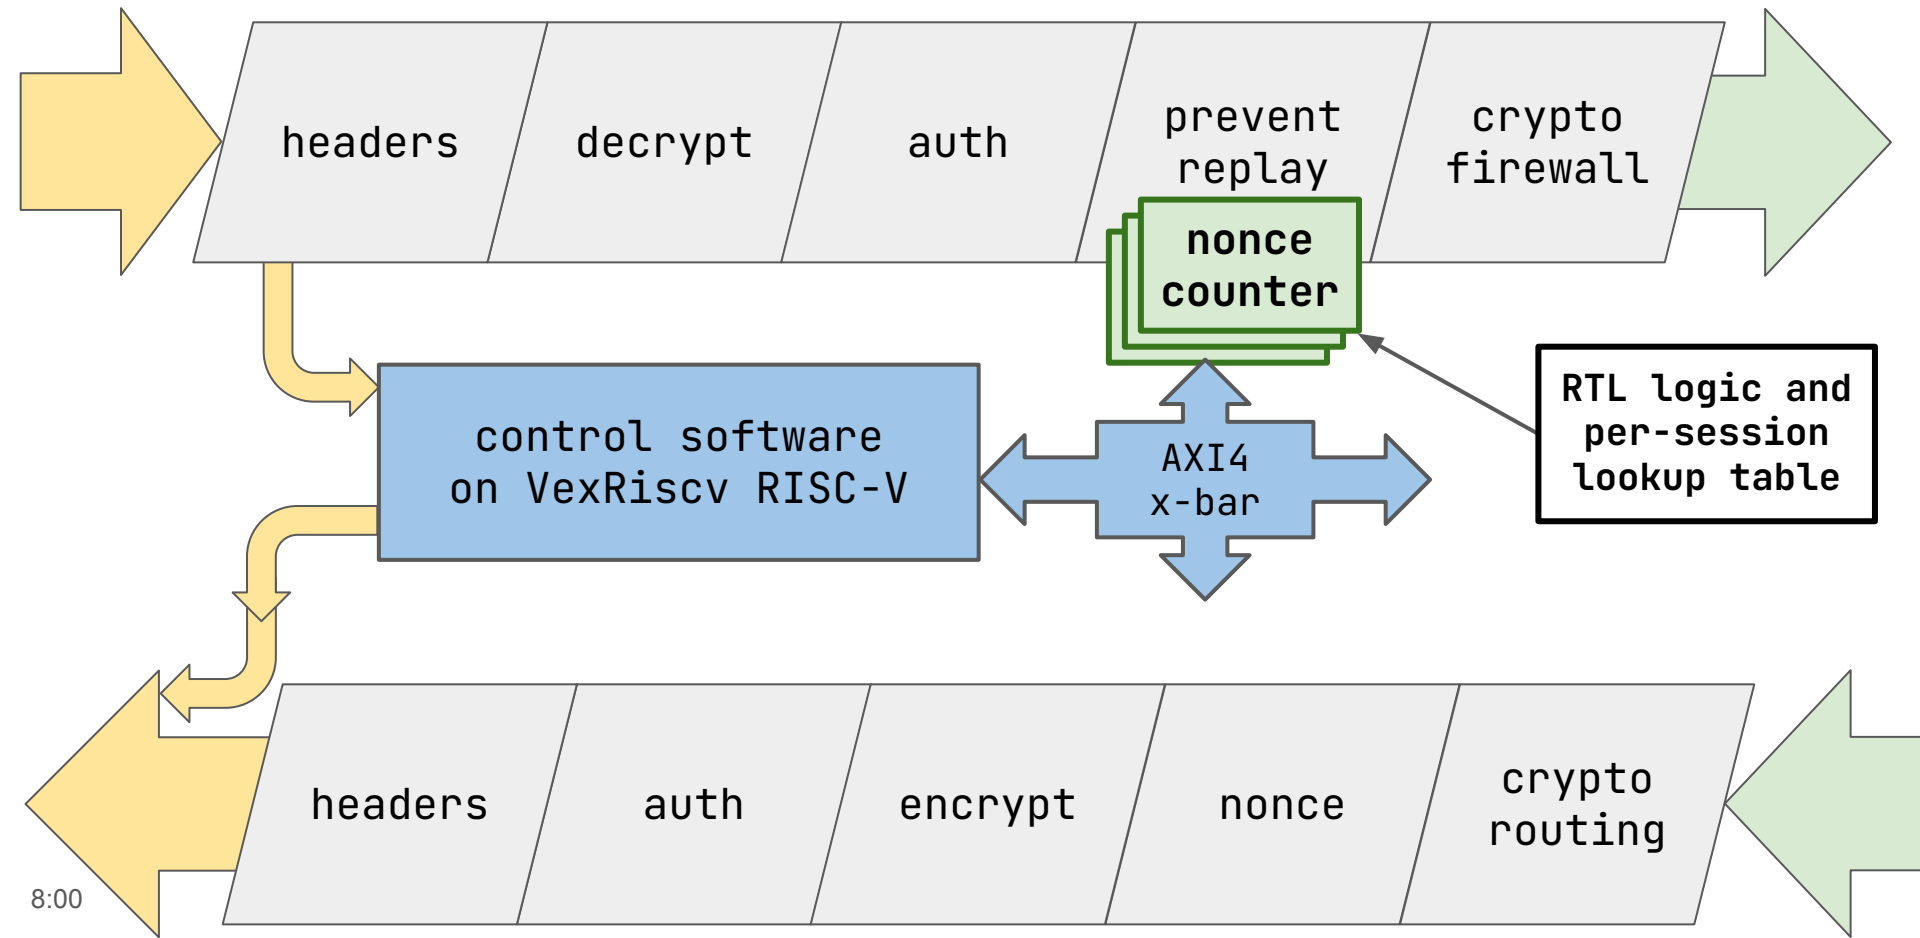 headers
decrypt
auth
prevent
replay
crypto
firewall
nonce
counter
RTL logic and
per-session
lookup table
control software
on VexRiscv RISC-V
AXI4
x-bar
headers
auth
encrypt
nonce
crypto
routing
8:00